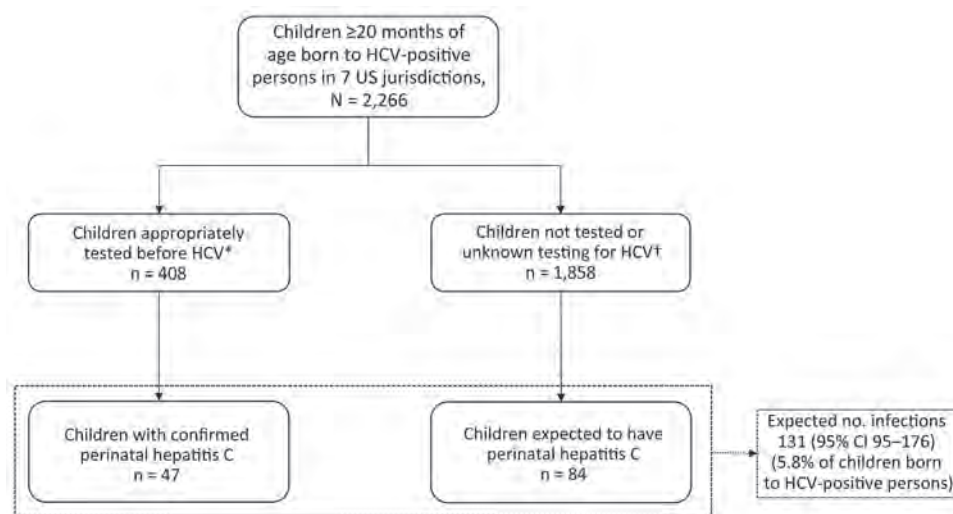 Children ≥20 months of
age born to HCV-positive
persons in 7 US jurisdictions,
N = 2,266
Children appropriately
tested before HCV*
n = 408
Children not tested or
unknown testing for HCV†
n = 1,858
Children with confirmed
perinatal hepatitis C
n = 47
Children expected to have
perinatal hepatitis C
n = 84
Expected no. infections
131 (95% CI 95–176)
(5.8% of children born
to HCV-positive persons)